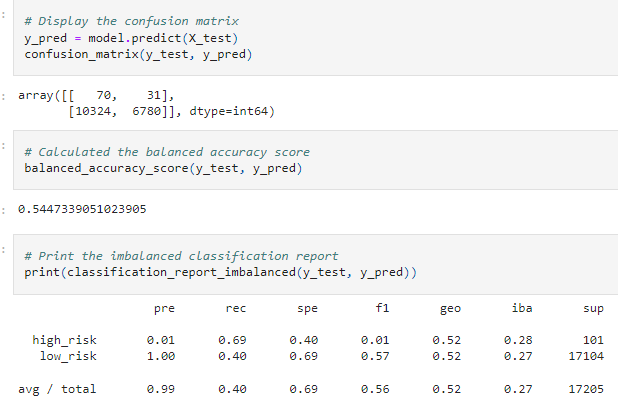 # Display the confusion matrix
y_pred = model.predict(X_test)
confusion_matrix(y_test, y_pred)
array([[   70,    31],
       [10324,  6780]], dtype=int64)
# Calculated the balanced accuracy score
balanced_accuracy_score(y_test, y_pred)
0.5447339051023905
# Print the imbalanced classification report
print(classification_report_imbalanced(y_test, y_pred))
pre rec spe f1 geo iba sup
high_risk 0.01 0.69 0.40 0.01 0.52 0.28 101
low_risk 1.00 0.40 0.69 0.57 0.52 0.27 17104
avg / total 0.99 0.40 0.69 0.56 0.52 0.27 17205